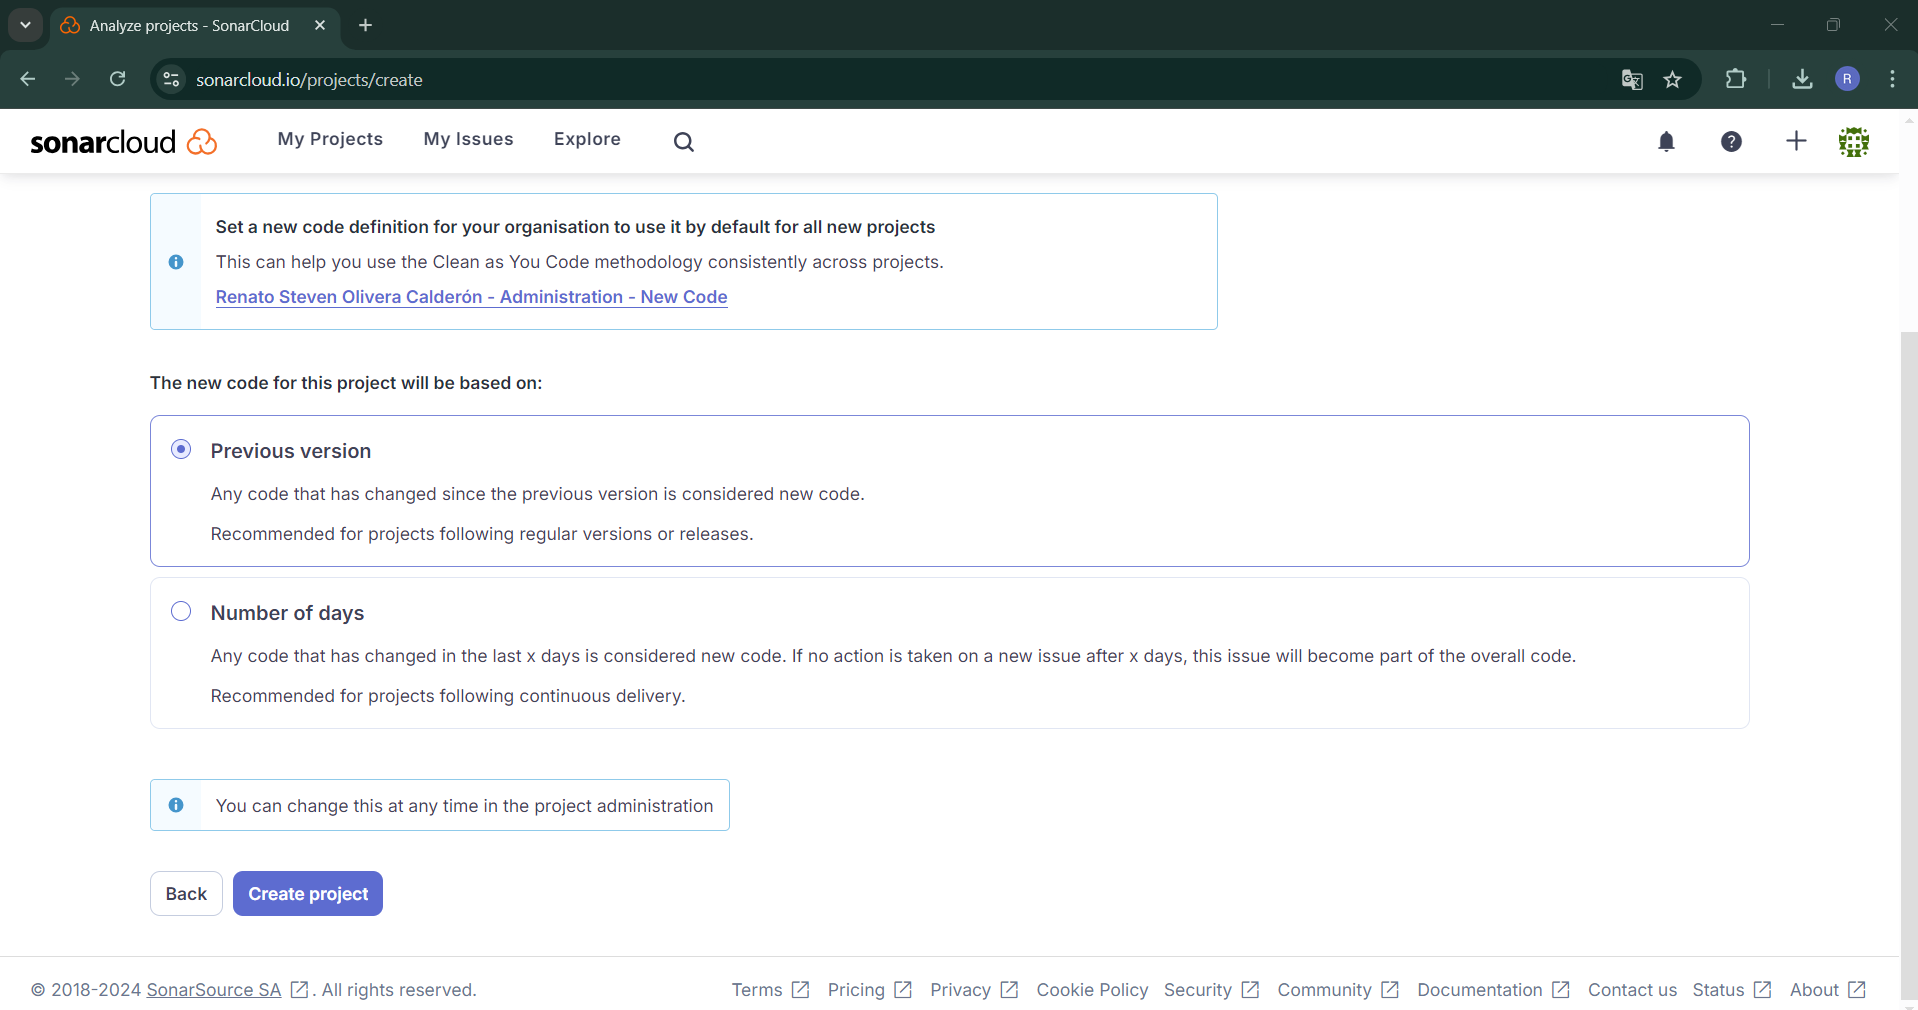 Analyze projects - SonarCloud
sonarcloud.io/projects/create
R
sonarcloud
My Projects
My Issues
Explore
Set a new code definition for your organisation to use it by default for all new projects
This can help you use the Clean as You Code methodology consistently across projects.
Renato Steven Olivera Calderón - Administration - New Code
The new code for this project will be based on:
Previous version
Any code that has changed since the previous version is considered new code.
Recommended for projects following regular versions or releases.
Number of days
Any code that has changed in the last x days is considered new code. If no action is taken on a new issue after x days, this issue will become part of the overall code.
Recommended for projects following continuous delivery.
You can change this at any time in the project administration
Back
Create project
© 2018-2024 SonarSource SA . All rights reserved.
Terms Pricing Privacy Cookie Policy Security Community Documentation Contact us Status About